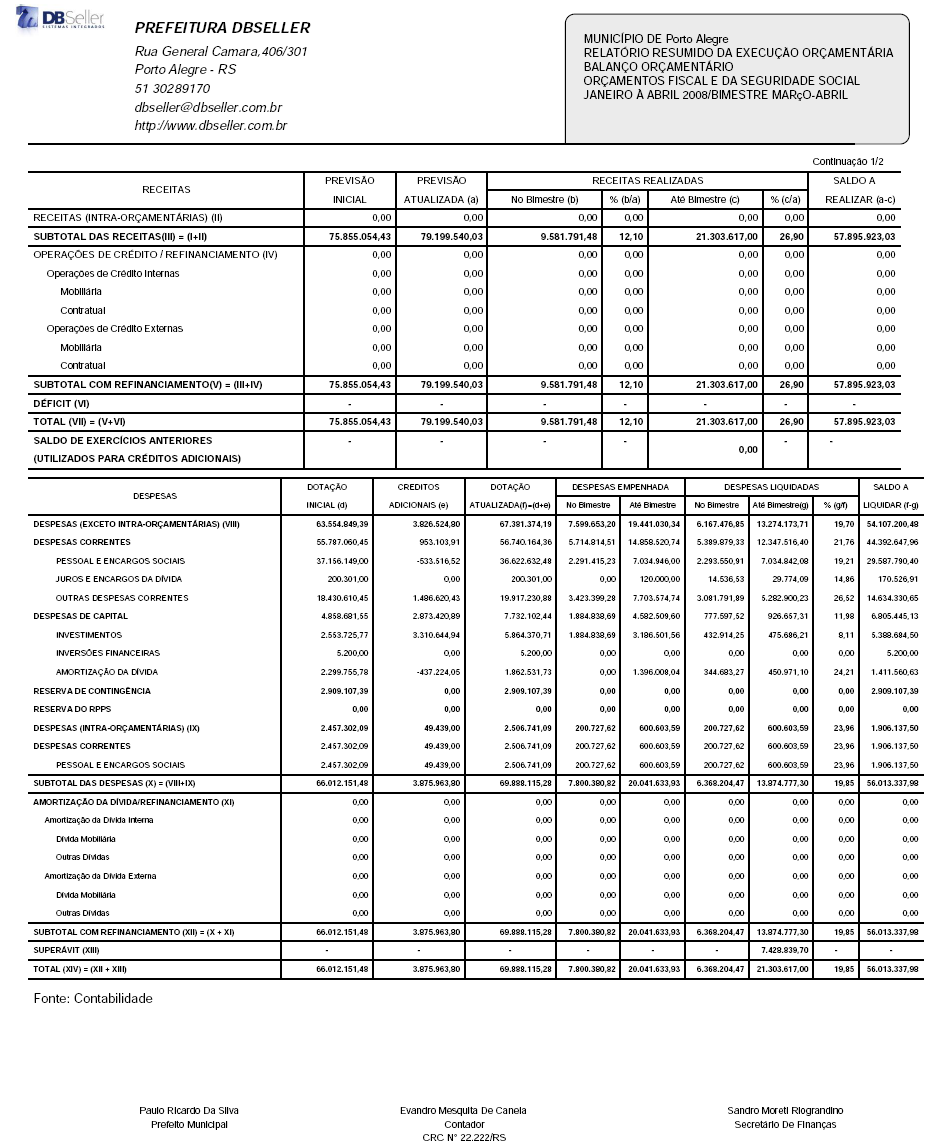 DBSeller
SISTEMAS INTEGRADOS
PREFEITURA DBSELLER
Rua General Camara,406/301
Porto Alegre - RS
51 30289170
dbseller@dbseller.com.br
http://www.dbseller.com.br
MUNICÍPIO DE Porto Alegre
RELATÓRIO RESUMIDO DA EXECUÇÃO ORÇAMENTÁRIA
BALANÇO ORÇAMENTÁRIO
ORÇAMENTOS FISCAL E DA SEGURIDADE SOCIAL
JANEIRO À ABRIL 2008/BIMESTRE MARçO-ABRIL
Continuação 1/2
RECEITAS PREVISÃO INICIAL PREVISÃO ATUALIZADA (a) RECEITAS REALIZADAS SALDO A REALIZAR (a-c)
No Bimestre (b) % (b/a) Até Bimestre (c) % (c/a)
RECEITAS (INTRA-ORÇAMENTÁRIAS) (II) 0,00 0,00 0,00 0,00 0,00 0,00 0,00
SUBTOTAL DAS RECEITAS(III) = (I+II) 75.855.054,43 79.199.540,03 9.581.791,48 12,10 21.303.617,00 26,90 57.895.923,03
OPERAÇÕES DE CRÉDITO / REFINANCIAMENTO (IV) 0,00 0,00 0,00 0,00 0,00 0,00 0,00
Operações de Crédito Internas 0,00 0,00 0,00 0,00 0,00 0,00 0,00
Mobiliária 0,00 0,00 0,00 0,00 0,00 0,00 0,00
Contratual 0,00 0,00 0,00 0,00 0,00 0,00 0,00
Operações de Crédito Externas 0,00 0,00 0,00 0,00 0,00 0,00 0,00
Mobiliária 0,00 0,00 0,00 0,00 0,00 0,00 0,00
Contratual 0,00 0,00 0,00 0,00 0,00 0,00 0,00
SUBTOTAL COM REFINANCIAMENTO(V) = (III+IV) 75.855.054,43 79.199.540,03 9.581.791,48 12,10 21.303.617,00 26,90 57.895.923,03
DÉFICIT (VI) - - - - - - -
TOTAL (VII) = (V+VI) 75.855.054,43 79.199.540,03 9.581.791,48 12,10 21.303.617,00 26,90 57.895.923,03
SALDO DE EXERCÍCIOS ANTERIORES - - - - 0,00 - -
(UTILIZADOS PARA CRÉDITOS ADICIONAIS)
DESPESAS DOTAÇÃO INICIAL (d) CREDITOS ADICIONAIS (e) DOTAÇÃO ATUALIZADA(f)=(d+e) DESPESAS EMPENHADA DESPESAS LIQUIDADAS SALDO A LIQUIDAR (f-g)
No Bimestre Até Bimestre No Bimestre Até Bimestre(g) % (g/f)
DESPESAS (EXCETO INTRA-ORÇAMENTÁRIAS) (VIII) 63.554.849,39 3.826.524,80 67.381.374,19 7.599.653,20 19.441.030,34 6.167.476,85 13.274.173,71 19,70 54.107.200,48
DESPESAS CORRENTES 55.787.060,45 953.103,91 56.740.164,36 5.714.814,51 14.858.520,74 5.389.879,33 12.347.516,40 21,76 44.392.647,96
PESSOAL E ENCARGOS SOCIAIS 37.156.149,00 -533.516,52 36.622.632,48 2.291.415,23 7.034.946,00 2.293.550,91 7.034.842,08 19,21 29.587.790,40
JUROS E ENCARGOS DA DÍVIDA 200.301,00 0,00 200.301,00 0,00 120.000,00 14.536,53 29.774,09 14,86 170.526,91
OUTRAS DESPESAS CORRENTES 18.430.610,45 1.486.620,43 19.917.230,88 3.423.399,28 7.703.574,74 3.081.791,89 5.282.900,23 26,52 14.634.330,65
DESPESAS DE CAPITAL 4.858.681,55 2.873.420,89 7.732.102,44 1.884.838,69 4.582.509,60 777.597,52 926.657,31 11,98 6.805.445,13
INVESTIMENTOS 2.553.725,77 3.310.644,94 5.864.370,71 1.884.838,69 3.186.501,56 432.914,25 475.686,21 8,11 5.388.684,50
INVERSÕES FINANCEIRAS 5.200,00 0,00 5.200,00 0,00 0,00 0,00 0,00 0,00 5.200,00
AMORTIZAÇÃO DA DÍVIDA 2.299.755,78 -437.224,05 1.862.531,73 0,00 1.396.008,04 344.683,27 450.971,10 24,21 1.411.560,63
RESERVA DE CONTINGÊNCIA 2.909.107,39 0,00 2.909.107,39 0,00 0,00 0,00 0,00 0,00 2.909.107,39
RESERVA DO RPPS 0,00 0,00 0,00 0,00 0,00 0,00 0,00 0,00 0,00
DESPESAS (INTRA-ORÇAMENTÁRIAS) (IX) 2.457.302,09 49.439,00 2.506.741,09 200.727,62 600.603,59 200.727,62 600.603,59 23,96 1.906.137,50
DESPESAS CORRENTES 2.457.302,09 49.439,00 2.506.741,09 200.727,62 600.603,59 200.727,62 600.603,59 23,96 1.906.137,50
PESSOAL E ENCARGOS SOCIAIS 2.457.302,09 49.439,00 2.506.741,09 200.727,62 600.603,59 200.727,62 600.603,59 23,96 1.906.137,50
SUBTOTAL DAS DESPESAS (X) = (VIII+IX) 66.012.151,48 3.875.963,80 69.888.115,28 7.800.380,82 20.041.633,93 6.368.204,47 13.874.777,30 19,85 56.013.337,98
AMORTIZAÇÃO DA DÍVIDA/REFINANCIAMENTO (XI) 0,00 0,00 0,00 0,00 0,00 0,00 0,00 0,00 0,00
Amortização da Dívida Interna 0,00 0,00 0,00 0,00 0,00 0,00 0,00 0,00 0,00
Dívida Mobiliária 0,00 0,00 0,00 0,00 0,00 0,00 0,00 0,00 0,00
Outras Dívidas 0,00 0,00 0,00 0,00 0,00 0,00 0,00 0,00 0,00
Amortização da Dívida Externa 0,00 0,00 0,00 0,00 0,00 0,00 0,00 0,00 0,00
Dívida Mobiliária 0,00 0,00 0,00 0,00 0,00 0,00 0,00 0,00 0,00
Outras Dívidas 0,00 0,00 0,00 0,00 0,00 0,00 0,00 0,00 0,00
SUBTOTAL COM REFINANCIAMENTO (XII) = (X + XI) 66.012.151,48 3.875.963,80 69.888.115,28 7.800.380,82 20.041.633,93 6.368.204,47 13.874.777,30 19,85 56.013.337,98
SUPERÁVIT (XIII) - - - - - - 7.428.839,70 - -
TOTAL (XIV) = (XII + XIII) 66.012.151,48 3.875.963,80 69.888.115,28 7.800.380,82 20.041.633,93 6.368.204,47 21.303.617,00 19,85 56.013.337,98
Fonte: Contabilidade
Paulo Ricardo Da Silva Evandro Mesquita De Canela Sandro Moreti Riograndino
Prefeito Municipal Contador Secretário De Finanças
CRC Nº 22.222/RS